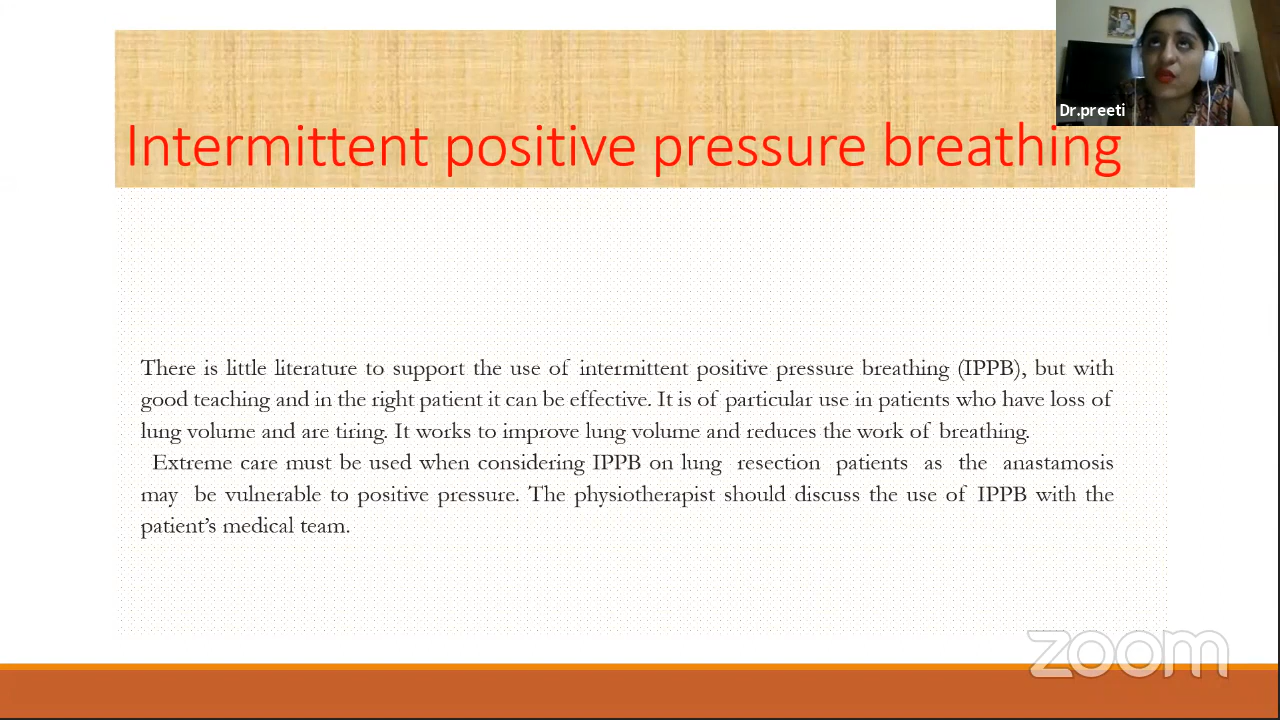 Dr.preeti
Intermittent positive pressure breathing
There is little literature to support the use of intermittent positive pressure breathing (IPPB), but with
good teaching and in the right patient it can be effective. It is of particular use in patients who have loss of
lung volume and are tiring. It works to improve lung volume and reduces the work of breathing.
Extreme care must be used when considering IPPB on lung resection patients as the anastamosis
may be vulnerable to positive pressure. The physiotherapist should discuss the use of IPPB with the
patient’s medical team.
zoom